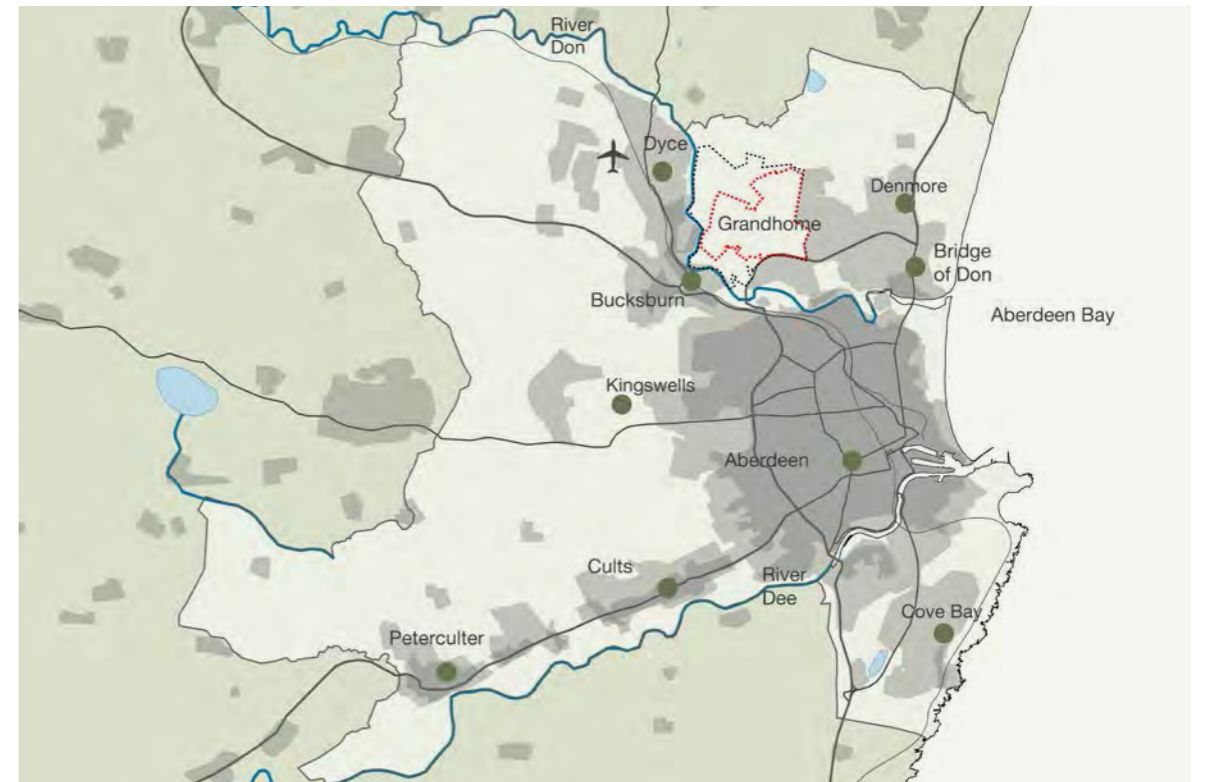 River
Don
Dyce
Denmore
Grandhome
Bridge
of Don
Bucksburn
Aberdeen Bay
Kingswells
Aberdeen
Cults
River
Dee
Cove Bay
Peterculter